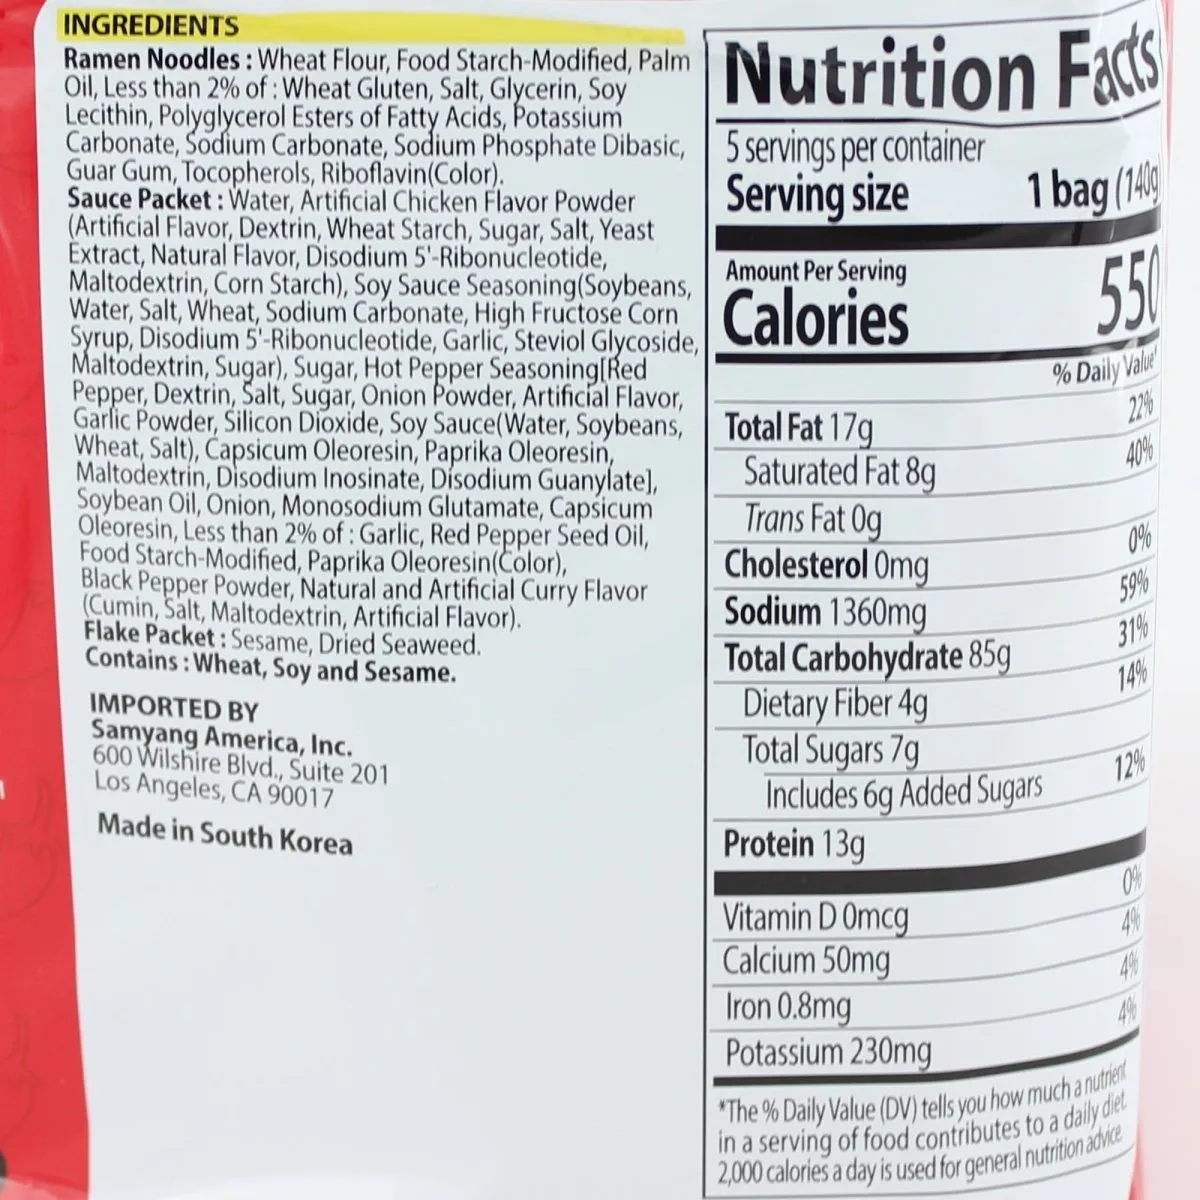 INGREDIENTS
Ramen Noodles : Wheat Flour, Food Starch-Modified, Palm
Oil, Less than 2% of : Wheat Gluten, Salt, Glycerin, Soy
Lecithin, Polyglycerol Esters of Fatty Acids, Potassium
Carbonate, Sodium Carbonate, Sodium Phosphate Dibasic,
Guar Gum, Tocopherols, Riboflavin(Color).
Sauce Packet : Water, Artificial Chicken Flavor Powder
(Artificial Flavor, Dextrin, Wheat Starch, Sugar, Salt, Yeast
Extract, Natural Flavor, Disodium 5'-Ribonucleotide,
Maltodextrin, Corn Starch), Soy Sauce Seasoning(Soybeans,
Water, Salt, Wheat, Sodium Carbonate, High Fructose Corn
Syrup, Disodium 5'-Ribonucleotide, Garlic, Steviol Glycoside,
Maltodextrin, Sugar), Sugar, Hot Pepper Seasoning[Red
Pepper, Dextrin, Salt, Sugar, Onion Powder, Artificial Flavor,
Garlic Powder, Silicon Dioxide, Soy Sauce(Water, Soybeans,
Wheat, Salt), Capsicum Oleoresin, Paprika Oleoresin,
Maltodextrin, Disodium Inosinate, Disodium Guanylate],
Soybean Oil, Onion, Monosodium Glutamate, Capsicum
Oleoresin, Less than 2% of : Garlic, Red Pepper Seed Oil,
Food Starch-Modified, Paprika Oleoresin(Color),
Black Pepper Powder, Natural and Artificial Curry Flavor
(Cumin, Salt, Maltodextrin, Artificial Flavor).
Flake Packet : Sesame, Dried Seaweed.
Contains : Wheat, Soy and Sesame.
IMPORTED BY
Samyang America, Inc.
600 Wilshire Blvd., Suite 201
Los Angeles, CA 90017
Made in South Korea
Nutrition Facts
5 servings per container
Serving size 1 bag (140g
Amount Per Serving
Calories 550
% Daily Value*
Total Fat 17g 22%
Saturated Fat 8g 40%
Trans Fat 0g
Cholesterol 0mg 0%
Sodium 1360mg 59%
Total Carbohydrate 85g 31%
Dietary Fiber 4g 14%
Total Sugars 7g
Includes 6g Added Sugars 12%
Protein 13g
Vitamin D 0mcg 0%
Calcium 50mg 4%
Iron 0.8mg 4%
Potassium 230mg 4%
*The % Daily Value (DV) tells you how much a nutrient
in a serving of food contributes to a daily diet.
2,000 calories a day is used for general nutrition advice.